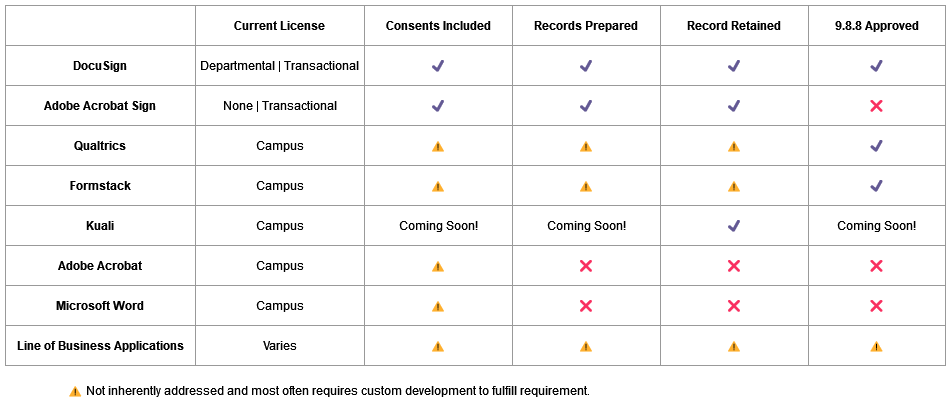 Current License Consents Included Records Prepared Record Retained 9.8.8 Approved
DocuSign Departmental | Transactional
Adobe Acrobat Sign None | Transactional
Qualtrics Campus
Formstack Campus
Kuali Campus Coming Soon! Coming Soon! Coming Soon!
Adobe Acrobat Campus
Microsoft Word Campus
Line of Business Applications Varies
Not inherently addressed and most often requires custom development to fulfill requirement.